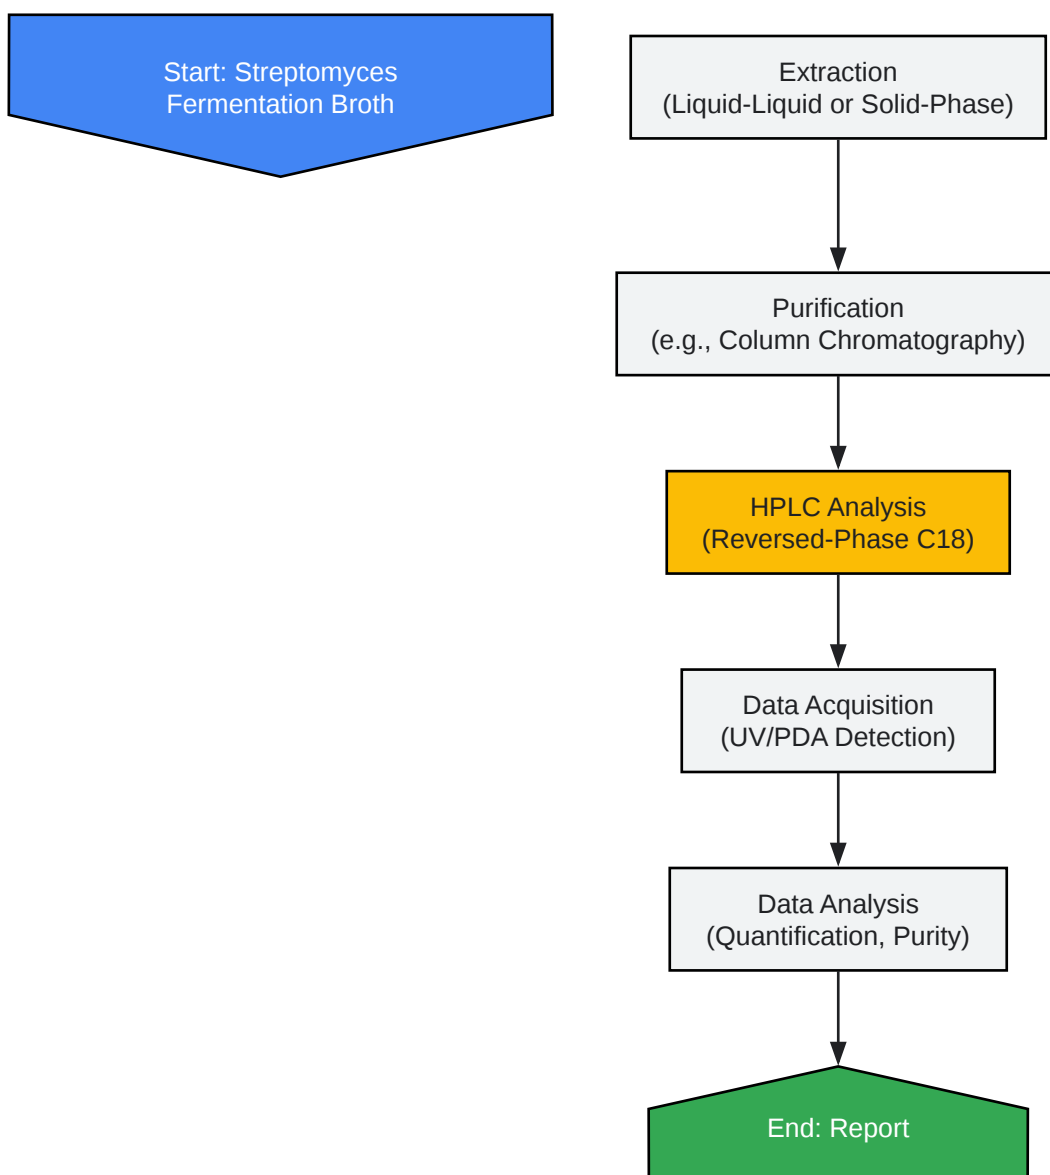 Start: Streptomyces
Fermentation Broth
Extraction
(Liquid-Liquid or Solid-Phase)
Purification
(e.g., Column Chromatography)
HPLC Analysis
(Reversed-Phase C18)
Data Acquisition
(UV/PDA Detection)
Data Analysis
(Quantification, Purity)
End: Report